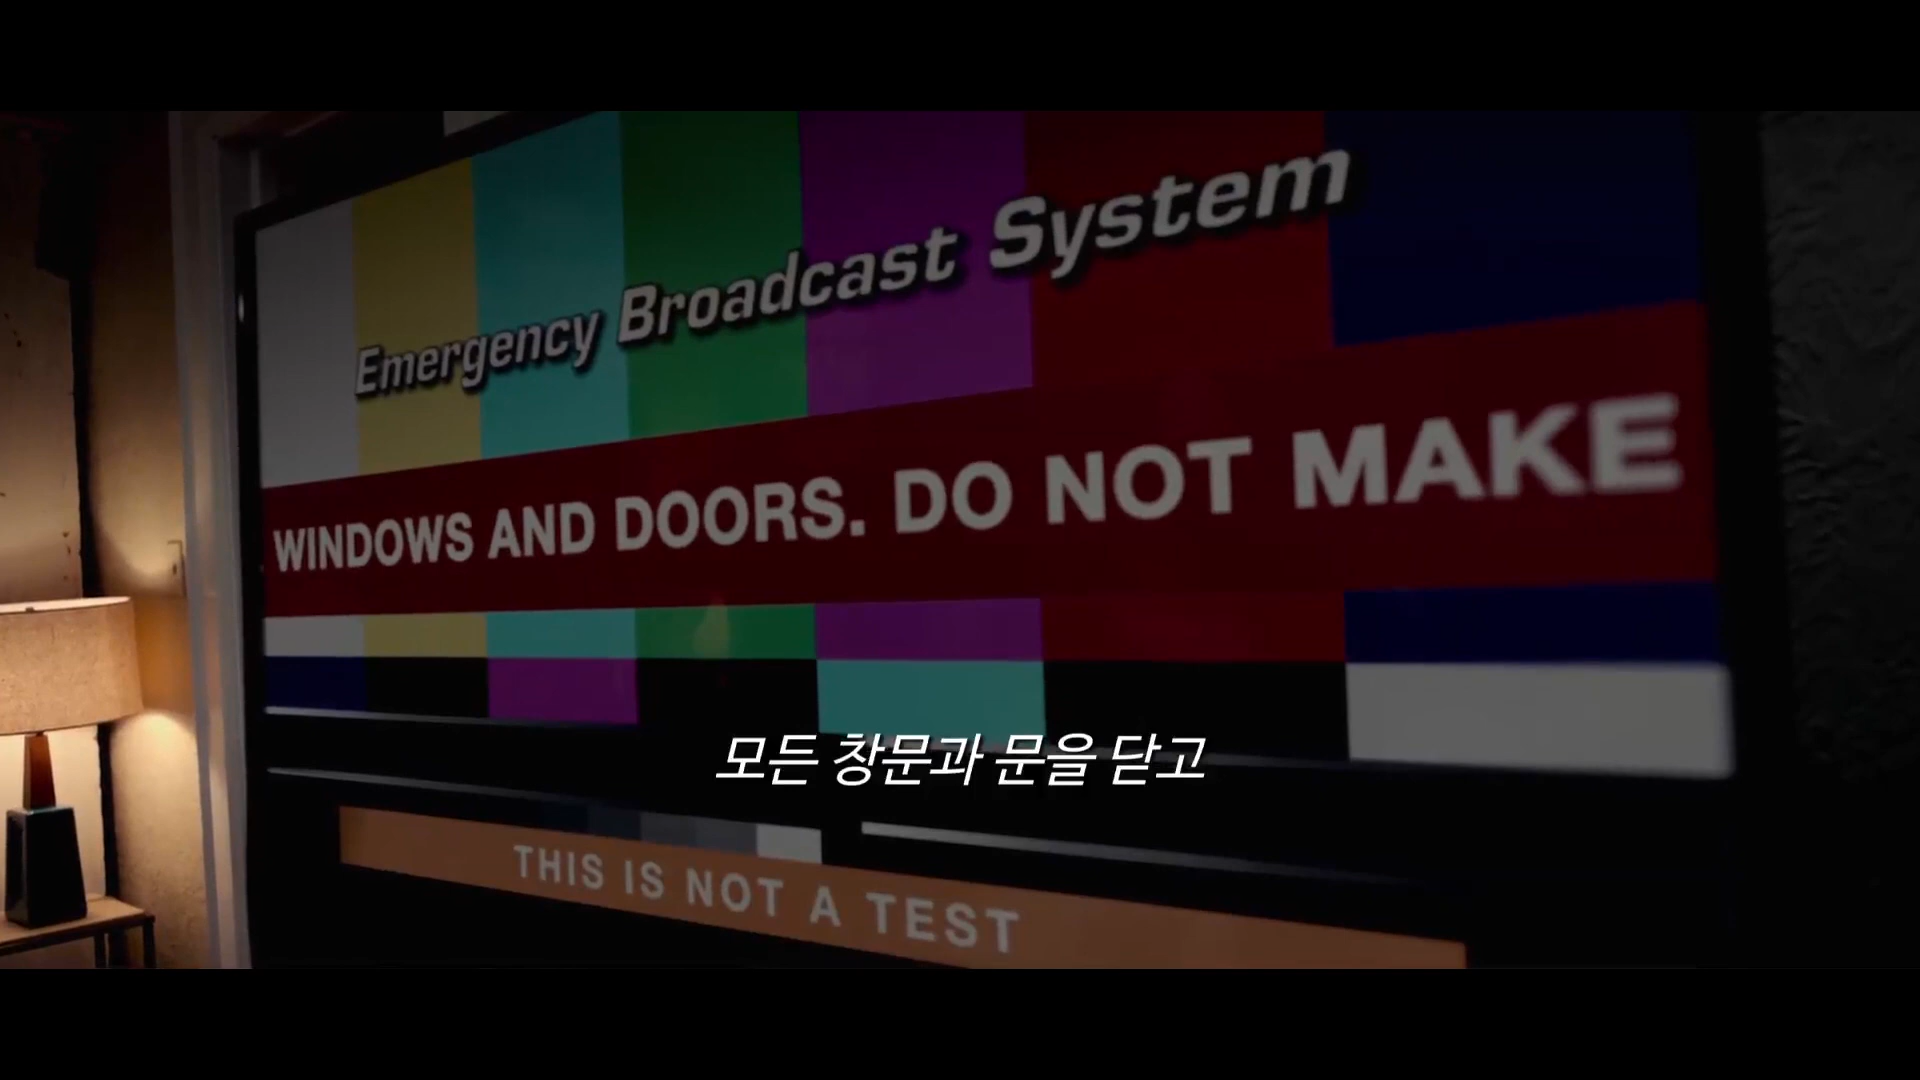 Emergency Broadcast System
WINDOWS AND DOORS. DO NOT MAKE
모든 창문과 문을 닫고
THIS IS NOT A TEST